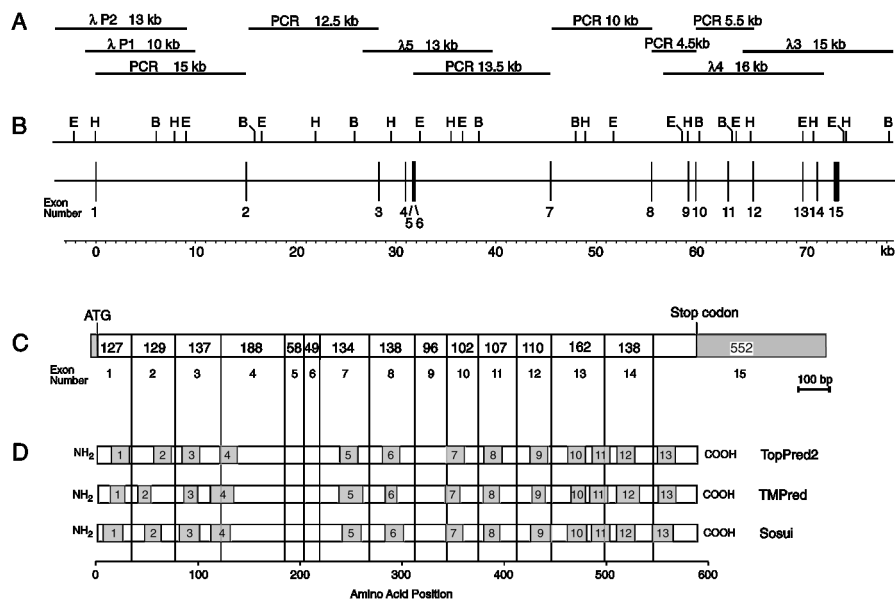 A
λ P2 13 kb
PCR 12.5 kb
PCR 10 kb
PCR 5.5 kb
λ P1 10 kb
λ5 13 kb
PCR 4.5kb
λ3 15 kb
PCR 15 kb
PCR 13.5 kb
λ4 16 kb
B
E H B H E B E H B H E H E B B H E E H B B E H E H E H B
Exon
Number
1 2 3 4 5 6 7 8 9 10 11 12 13 14 15
0 10 20 30 40 50 60 70 kb
C
ATG
Stop codon
127 129 137 188 58 49 134 138 96 102 107 110 162 138 552
Exon
Number
1 2 3 4 5 6 7 8 9 10 11 12 13 14 15
100 bp
D
NH2 1 2 3 4 5 6 7 8 9 10 11 12 13 COOH TopPred2
NH2 1 2 3 4 5 6 7 8 9 10 11 12 13 COOH TMPred
NH2 1 2 3 4 5 6 7 8 9 10 11 12 13 COOH Sosui
0 100 200 300 400 500 600
Amino Acid Position